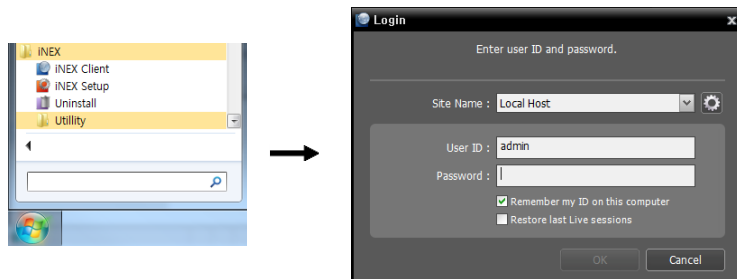 iNEX
iNEX Client
iNEX Setup
Uninstall
Utillity
Login
Enter user ID and password.
Site Name : Local Host
User ID : admin
Password :
Remember my ID on this computer
Restore last Live sessions
OK Cancel